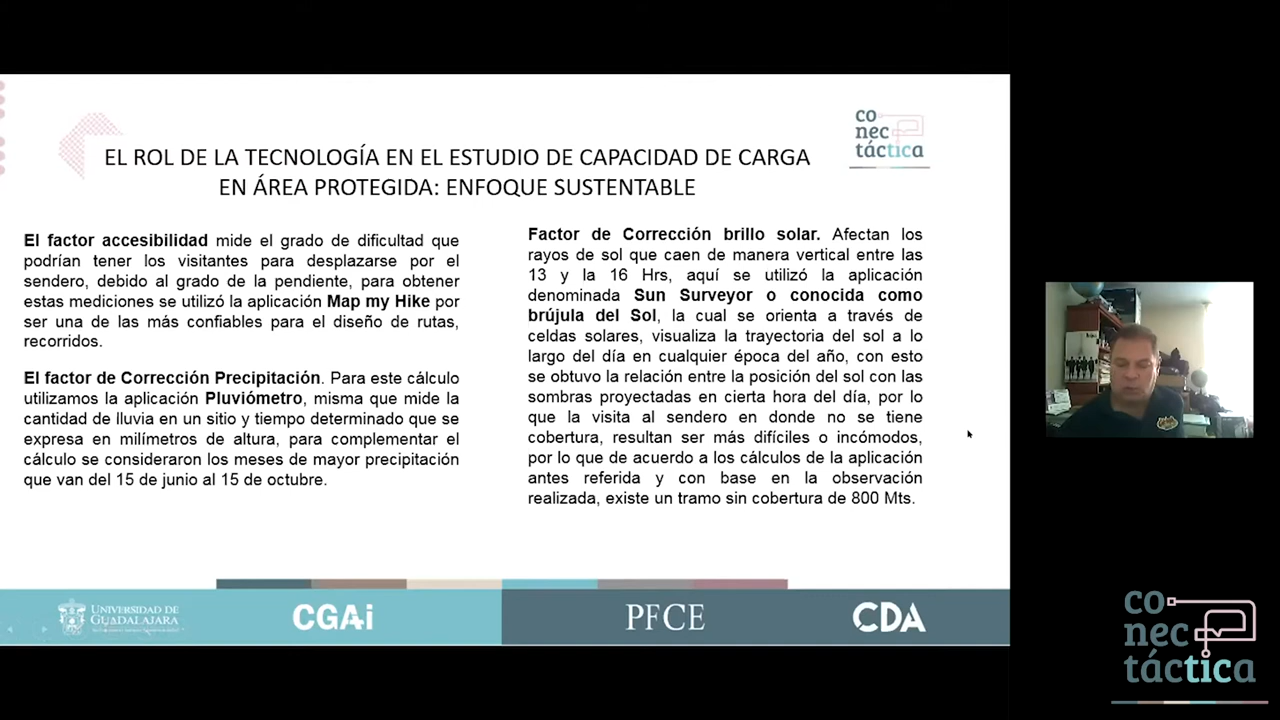 EL ROL DE LA TECNOLOGÍA EN EL ESTUDIO DE CAPACIDAD DE CARGA
EN ÁREA PROTEGIDA: ENFOQUE SUSTENTABLE
co
nec
táctica
El factor accesibilidad mide el grado de dificultad que
podrían tener los visitantes para desplazarse por el
sendero, debido al grado de la pendiente, para obtener
estas mediciones se utilizó la aplicación Map my Hike por
ser una de las más confiables para el diseño de rutas,
recorridos.
El factor de Corrección Precipitación. Para este cálculo
utilizamos la aplicación Pluviómetro, misma que mide la
cantidad de lluvia en un sitio y tiempo determinado que se
expresa en milímetros de altura, para complementar el
cálculo se consideraron los meses de mayor precipitación
que van del 15 de junio al 15 de octubre.
Factor de Corrección brillo solar. Afectan los
rayos de sol que caen de manera vertical entre las
13 y la 16 Hrs, aquí se utilizó la aplicación
denominada Sun Surveyor o conocida como
brújula del Sol, la cual se orienta a través de
celdas solares, visualiza la trayectoria del sol a lo
largo del día en cualquier época del año, con esto
se obtuvo la relación entre la posición del sol con las
sombras proyectadas en cierta hora del día, por lo
que la visita al sendero en donde no se tiene
cobertura, resultan ser más difíciles o incómodos,
por lo que de acuerdo a los cálculos de la aplicación
antes referida y con base en la observación
realizada, existe un tramo sin cobertura de 800 Mts.
UNIVERSIDAD DE
GUADALAJARA
CGAi
PFCE
CDA
co
nec
táctica